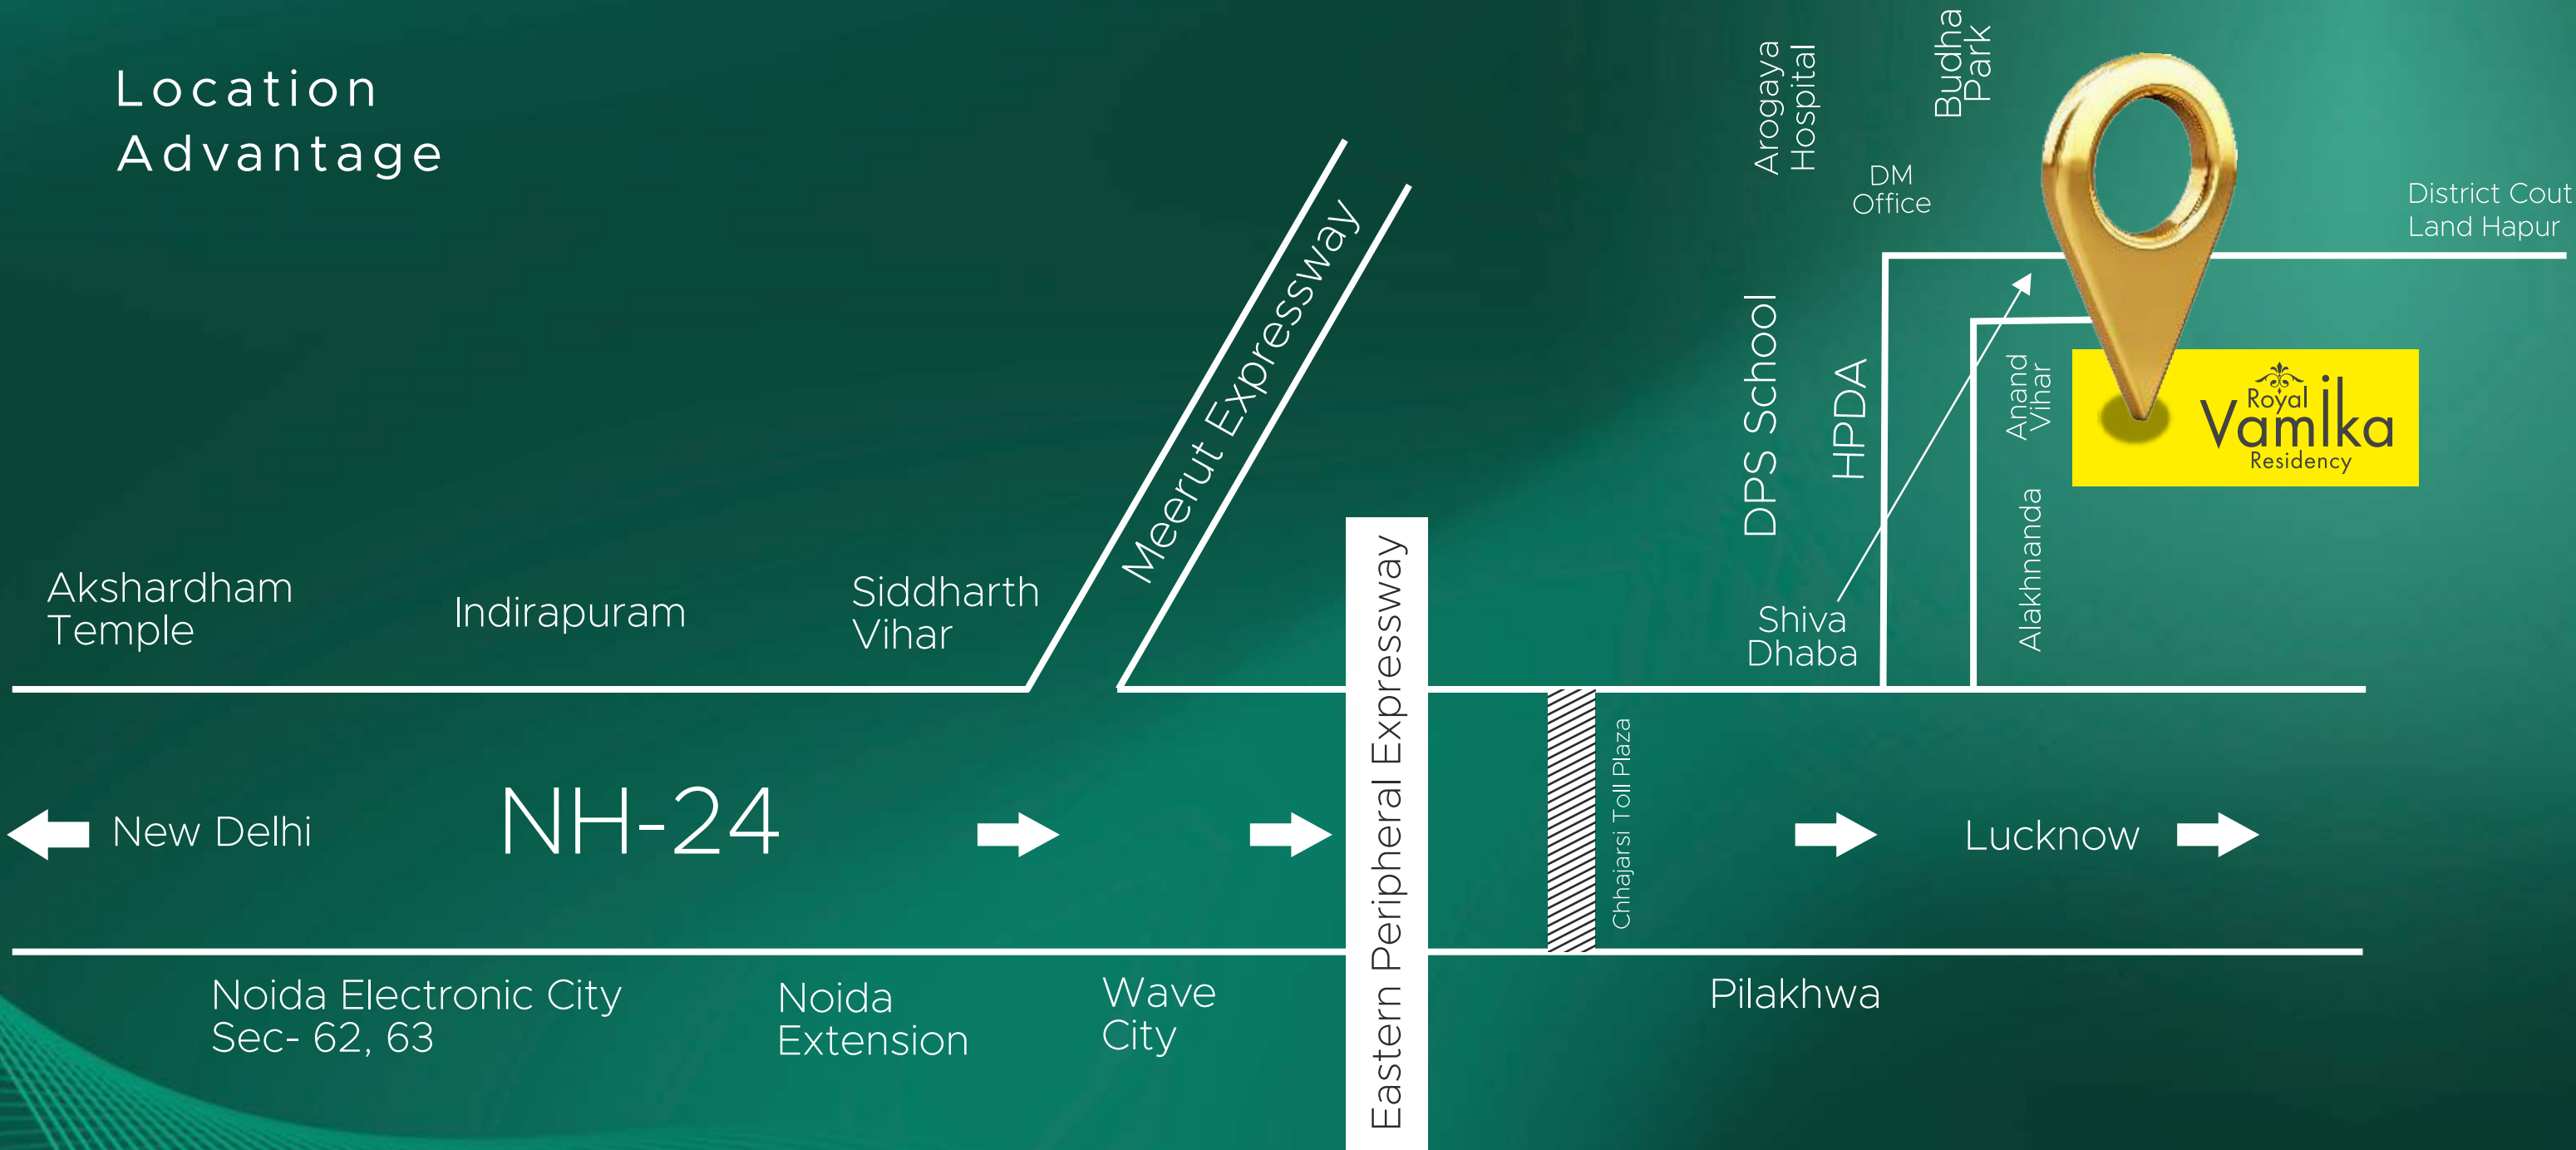 Location
Advantage
Arogaya
Hospital
Budha
Park
DM
Office
District Cout
Land Hapur
Meerut Expressway
DPS School
HPDA
Anand
Vihar
Royal
Vamika
Residency
Alakhnanda
Shiva
Dhaba
Akshardham
Temple
Indirapuram
Siddharth
Vihar
Eastern Peripheral Expressway
Chhajarsi Toll Plaza
New Delhi
NH-24
Lucknow
Noida Electronic City
Sec- 62, 63
Noida
Extension
Wave
City
Pilakhwa